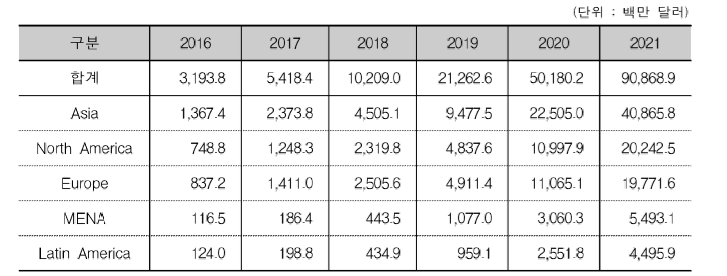 (단위 : 백만 달러)
구분 2016 2017 2018 2019 2020 2021
합계 3,193.8 5,418.4 10,209.0 21,262.6 50,180.2 90,868.9
Asia 1,367.4 2,373.8 4,505.1 9,477.5 22,505.0 40,865.8
North America 748.8 1,248.3 2,319.8 4,837.6 10,997.9 20,242.5
Europe 837.2 1,411.0 2,505.6 4,911.4 11,065.1 19,771.6
MENA 116.5 186.4 443.5 1,077.0 3,060.3 5,493.1
Latin America 124.0 198.8 434.9 959.1 2,551.8 4,495.9